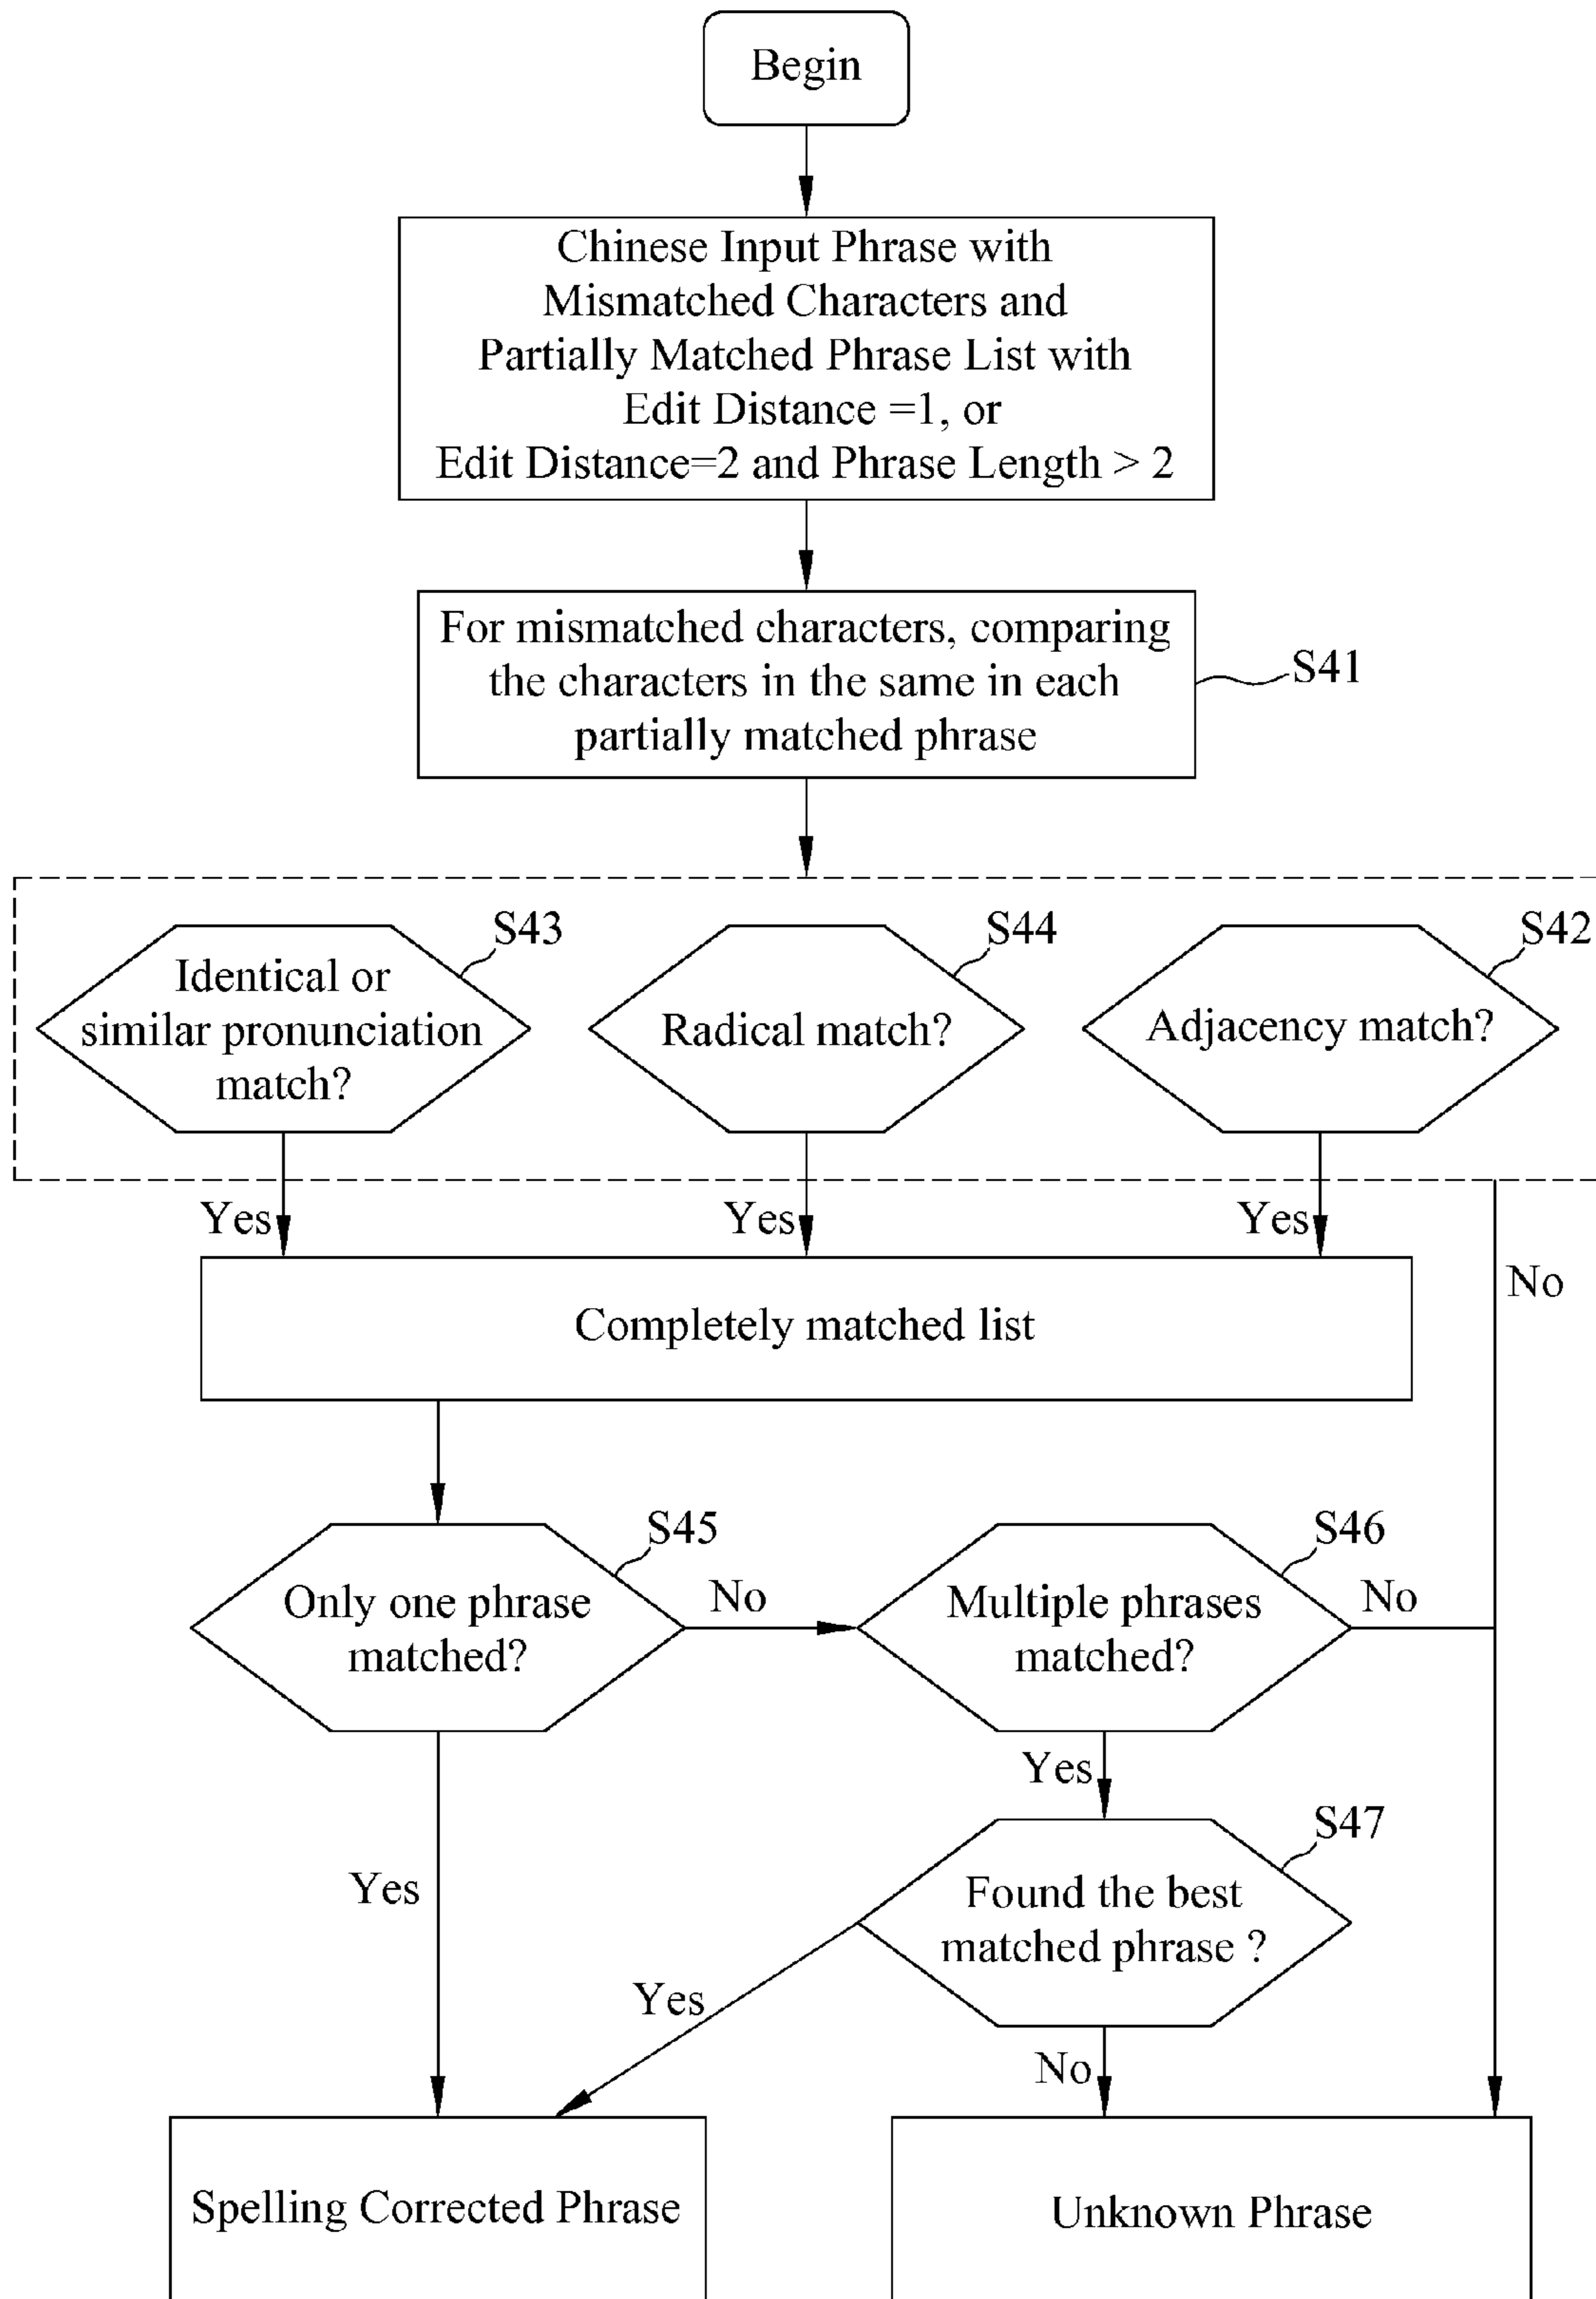 Begin
Chinese Input Phrase with
Mismatched Characters and
Partially Matched Phrase List with
Edit Distance =1, or
Edit Distance=2 and Phrase Length > 2
For mismatched characters, comparing
the characters in the same in each
partially matched phrase
S41
S43
Identical or
similar pronunciation
match?
S44
Radical match?
S42
Adjacency match?
Yes
Yes
Yes
No
Completely matched list
S45
Only one phrase
matched?
No
S46
Multiple phrases
matched?
No
Yes
S47
Found the best
matched phrase ?
Yes
Yes
No
Spelling Corrected Phrase
Unknown Phrase